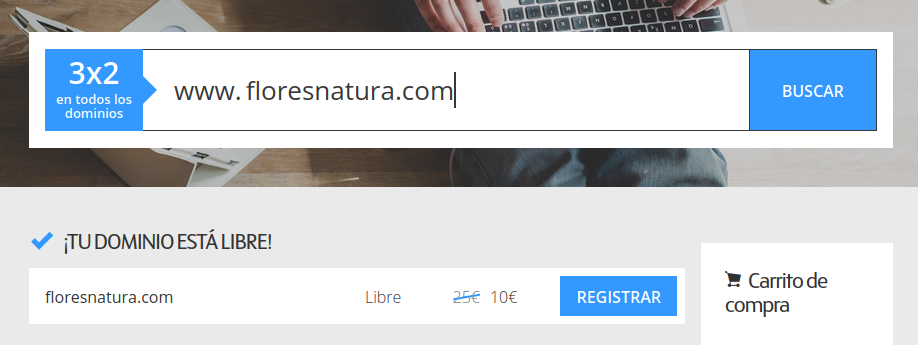 3x2
en todos los
dominios
www. floresnatura.com
BUSCAR
¡TU DOMINIO ESTÁ LIBRE!
floresnatura.com Libre 25€ 10€ REGISTRAR
Carrito de
compra